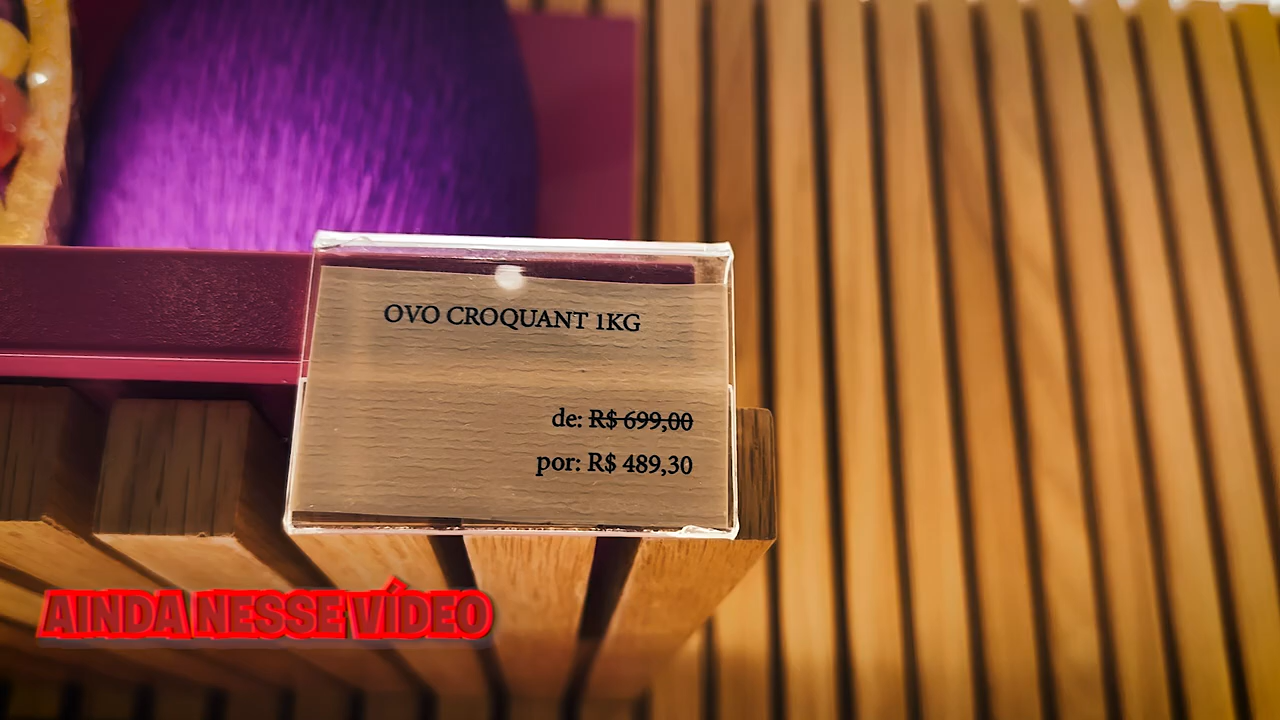 OVO CROQUANT 1KG
de: R$ 699,00
por: R$ 489,30
AINDA NESSE VÍDEO